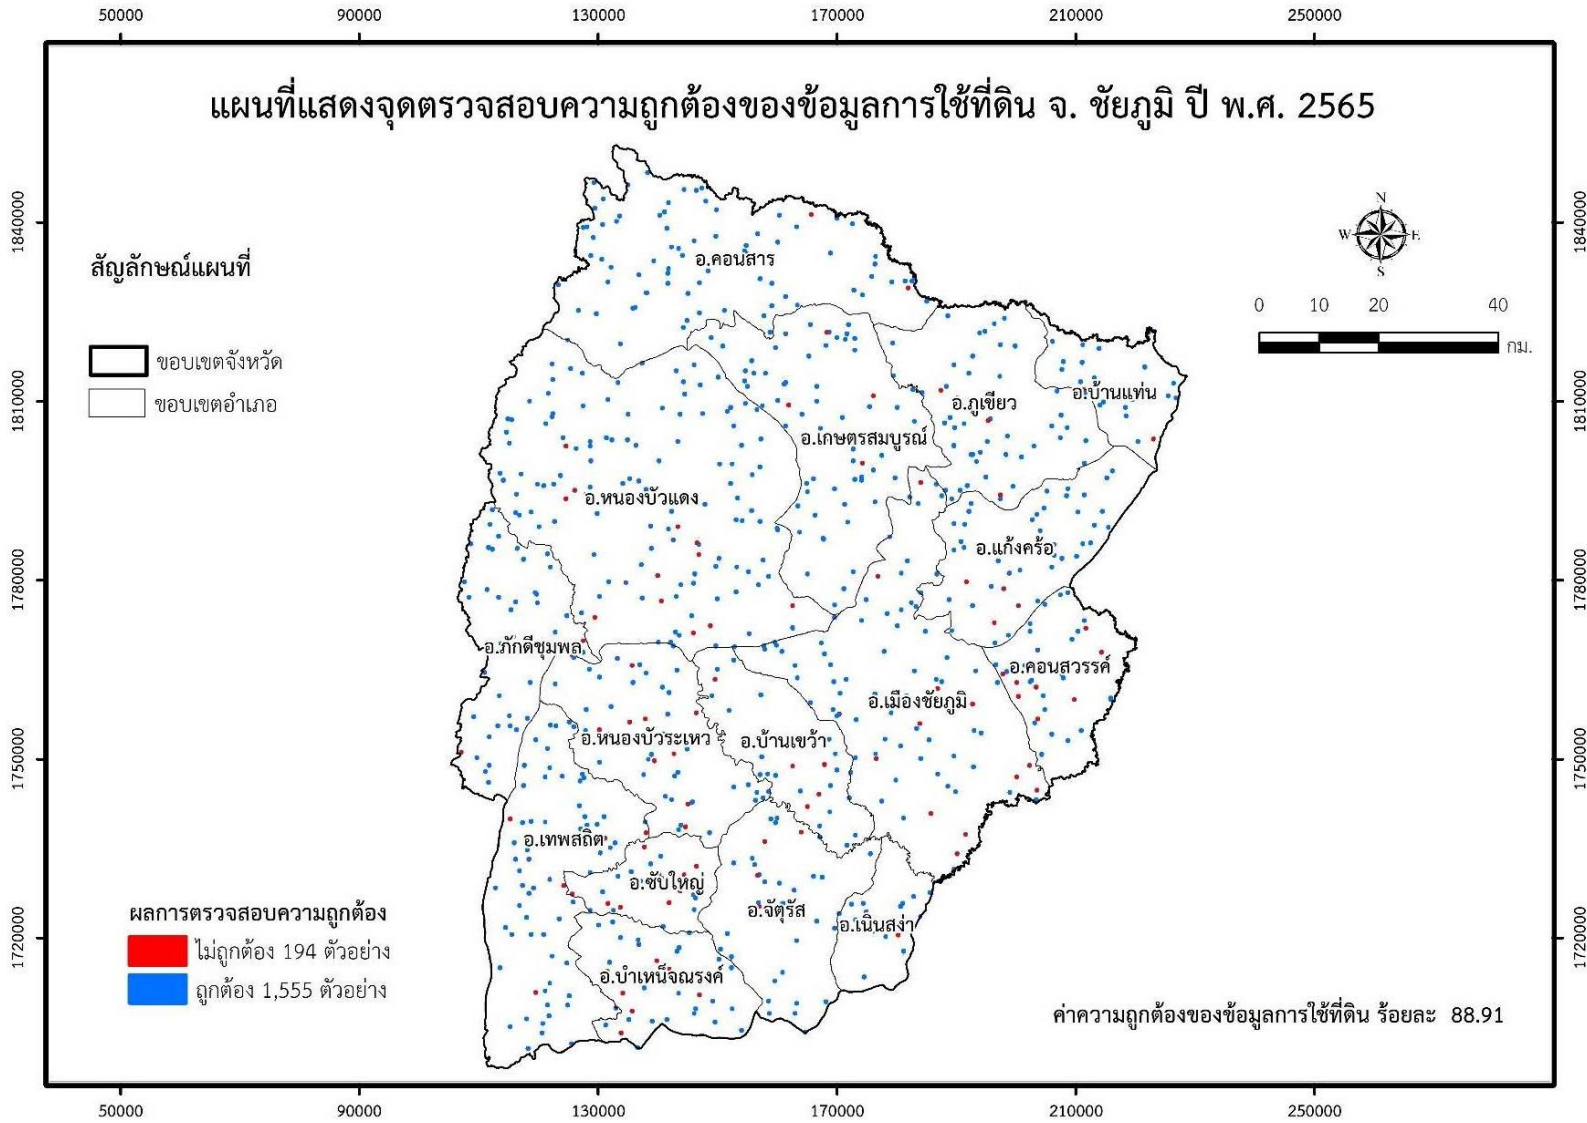 50000 90000 130000 170000 210000 250000
แผนที่แสดงจุดตรวจสอบความถูกต้องของข้อมูลการใช้ที่ดิน จ. ชัยภูมิ ปี พ.ศ. 2565
1840000
1810000
1780000
1750000
1720000
1840000
1810000
1780000
1750000
1720000
N
W E
S
0 10 20 40
กม.
สัญลักษณ์แผนที่
ขอบเขตจังหวัด
ขอบเขตอำเภอ
อ.คอนสาร
อ.บ้านแท่น
อ.ภูเขียว
อ.เกษตรสมบูรณ์
อ.หนองบัวแดง
อ.แก้งคร้อ
อ.ภักดีชุมพล
อ.คอนสวรรค์
อ.เมืองชัยภูมิ
อ.หนองบัวระเหว
อ.บ้านเขว้า
อ.เทพสถิต
อ.ซับใหญ่
อ.จัตุรัส
อ.เนินสง่า
อ.บำเหน็จณรงค์
ผลการตรวจสอบความถูกต้อง
ไม่ถูกต้อง 194 ตัวอย่าง
ถูกต้อง 1,555 ตัวอย่าง
ค่าความถูกต้องของข้อมูลการใช้ที่ดิน ร้อยละ 88.91
50000 90000 130000 170000 210000 250000